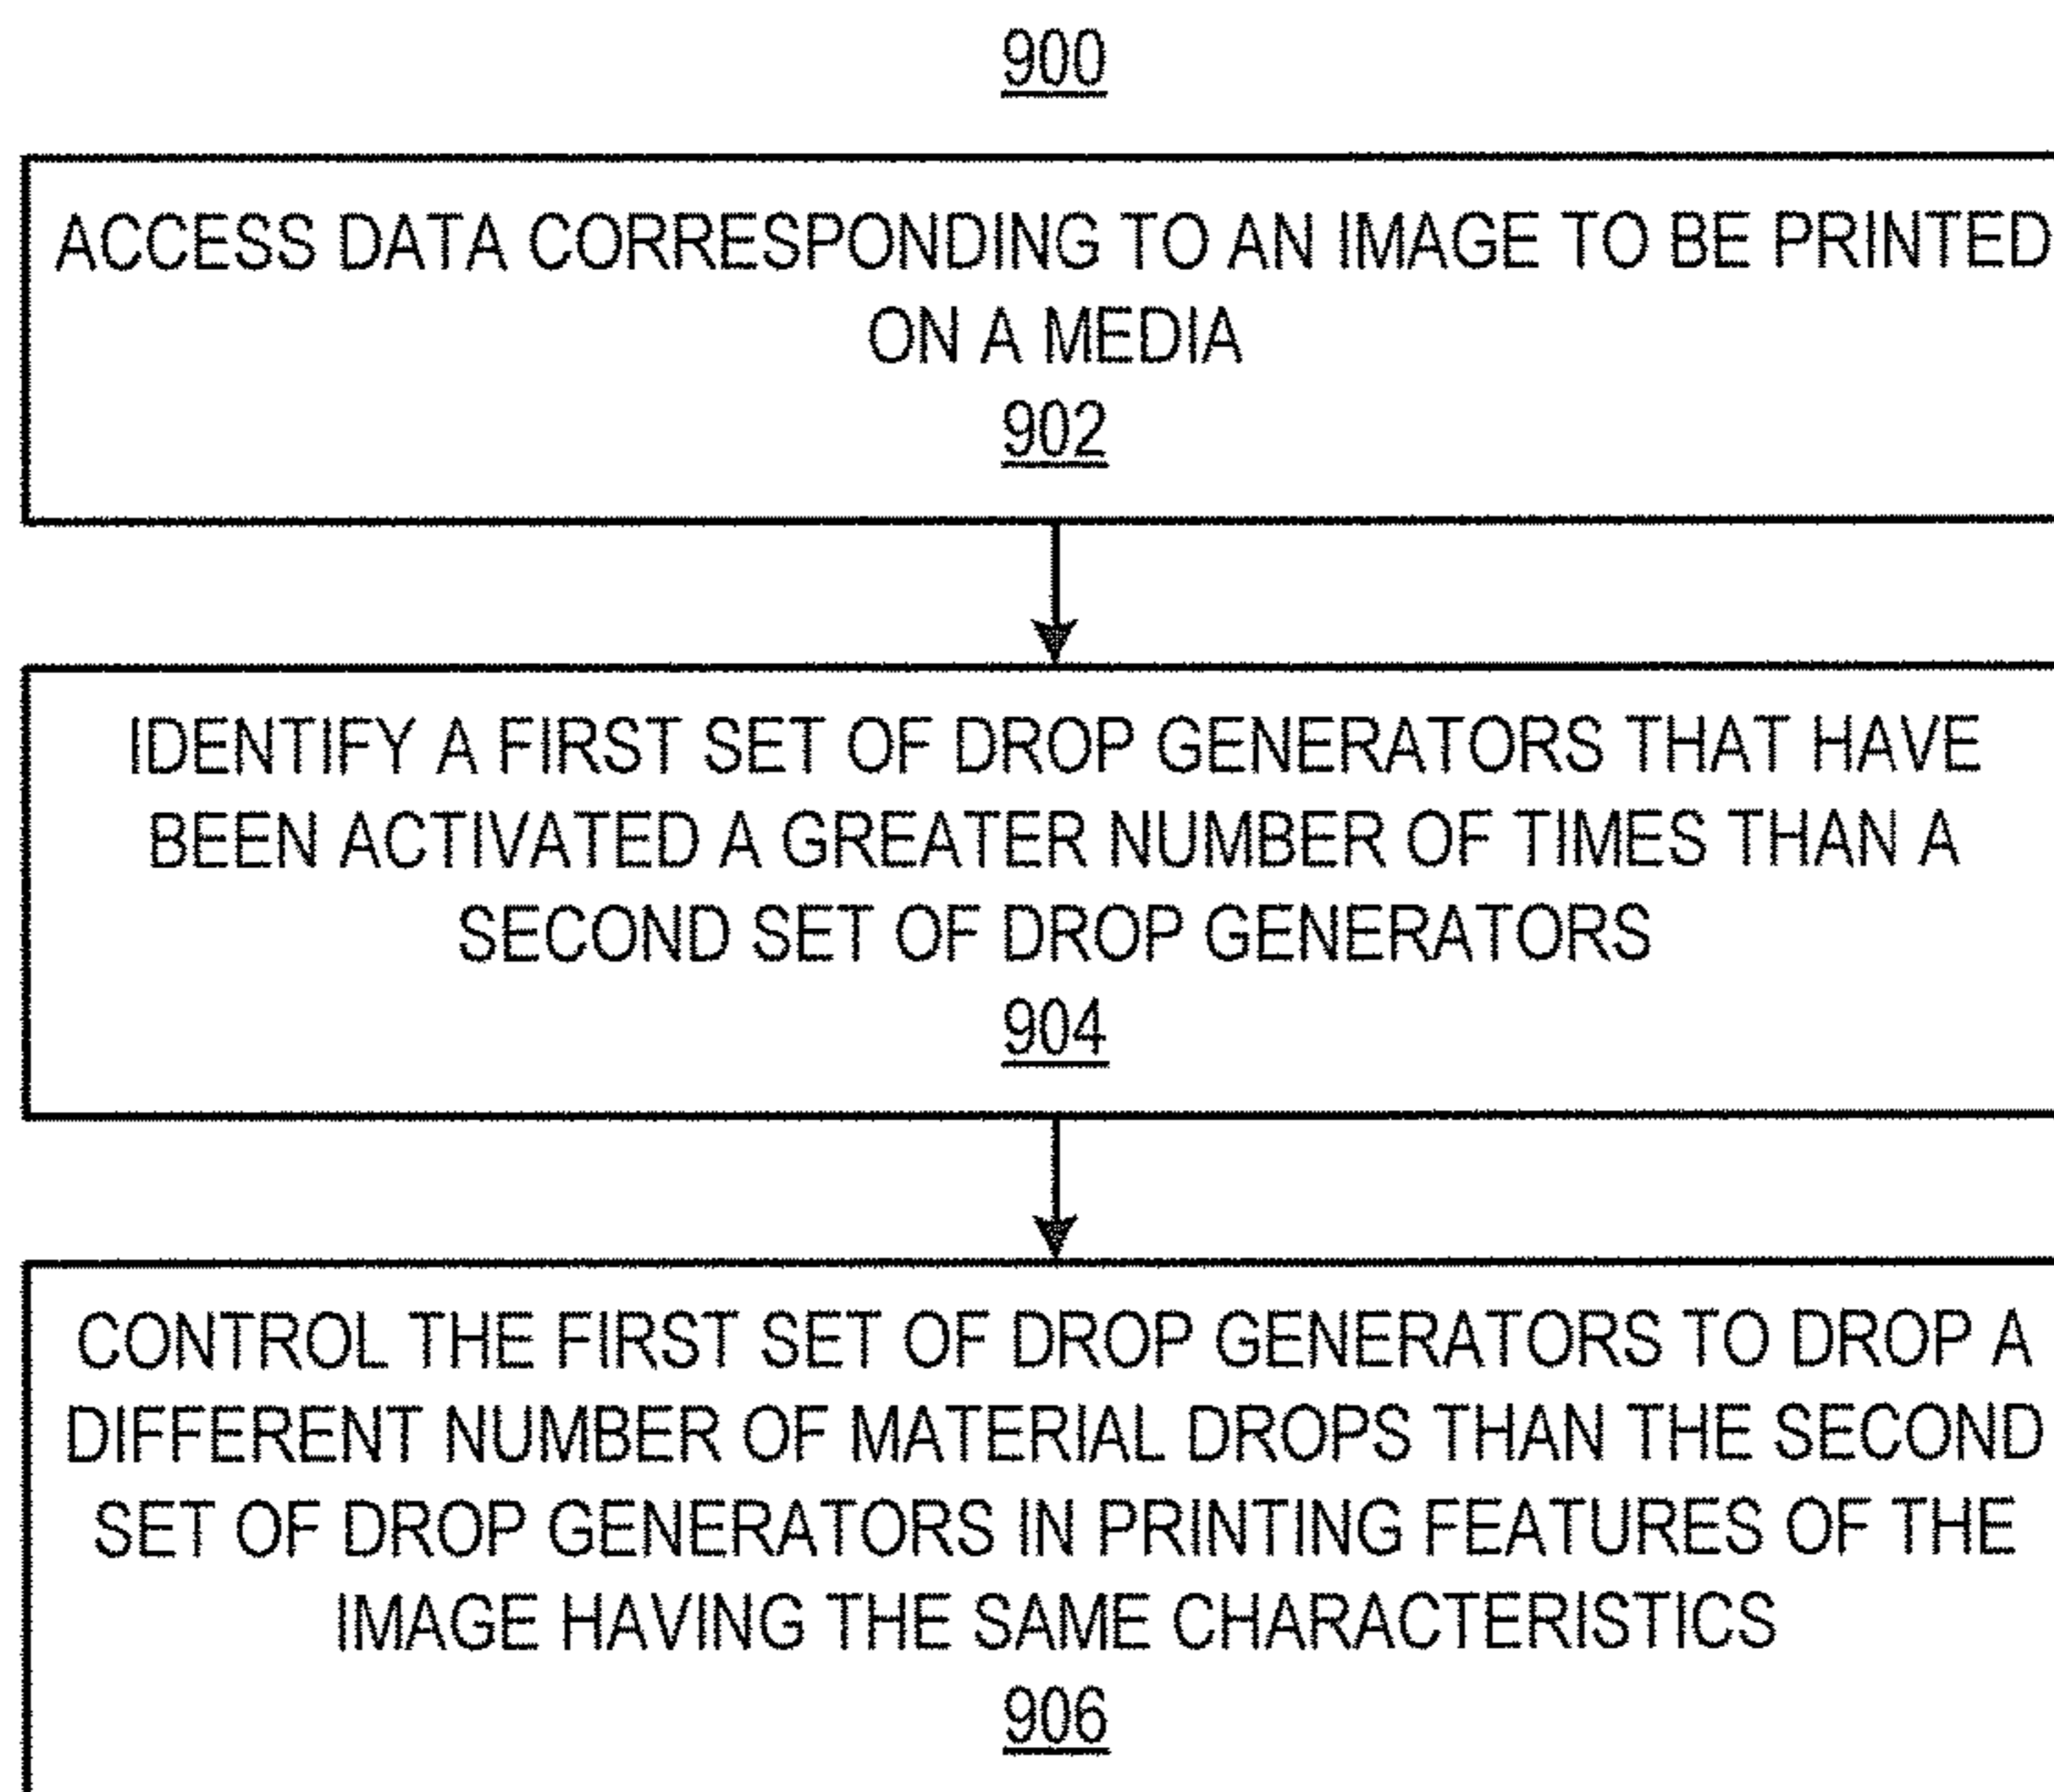 900
ACCESS DATA CORRESPONDING TO AN IMAGE TO BE PRINTED
ON A MEDIA
902
IDENTIFY A FIRST SET OF DROP GENERATORS THAT HAVE
BEEN ACTIVATED A GREATER NUMBER OF TIMES THAN A
SECOND SET OF DROP GENERATORS
904
CONTROL THE FIRST SET OF DROP GENERATORS TO DROP A
DIFFERENT NUMBER OF MATERIAL DROPS THAN THE SECOND
SET OF DROP GENERATORS IN PRINTING FEATURES OF THE
IMAGE HAVING THE SAME CHARACTERISTICS
906